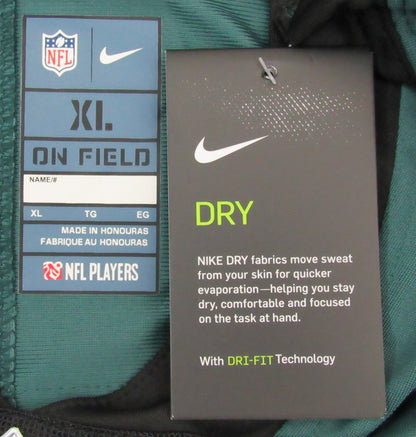 NFL
XL
ON FIELD
NAME/#
XL TG EG
MADE IN HONDURAS
FABRIQUE AU HONDURAS
NFL PLAYERS
DRY
NIKE DRY fabrics move sweat
from your skin for quicker
evaporation—helping you stay
dry, comfortable and focused
on the task at hand.
With DRI-FIT Technology